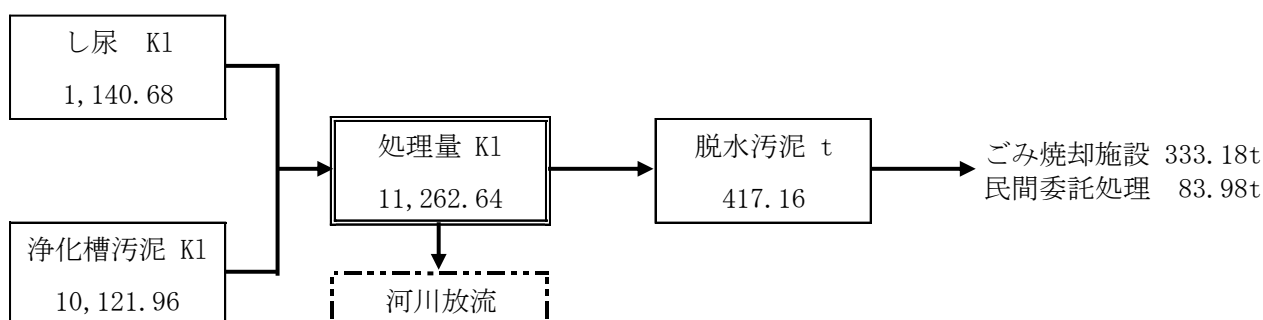 し尿 Kl
1,140.68
浄化槽汚泥 Kl
10,121.96
処理量 Kl
11,262.64
河川放流
脱水汚泥 t
417.16
ごみ焼却施設 333.18t
民間委託処理 83.98t